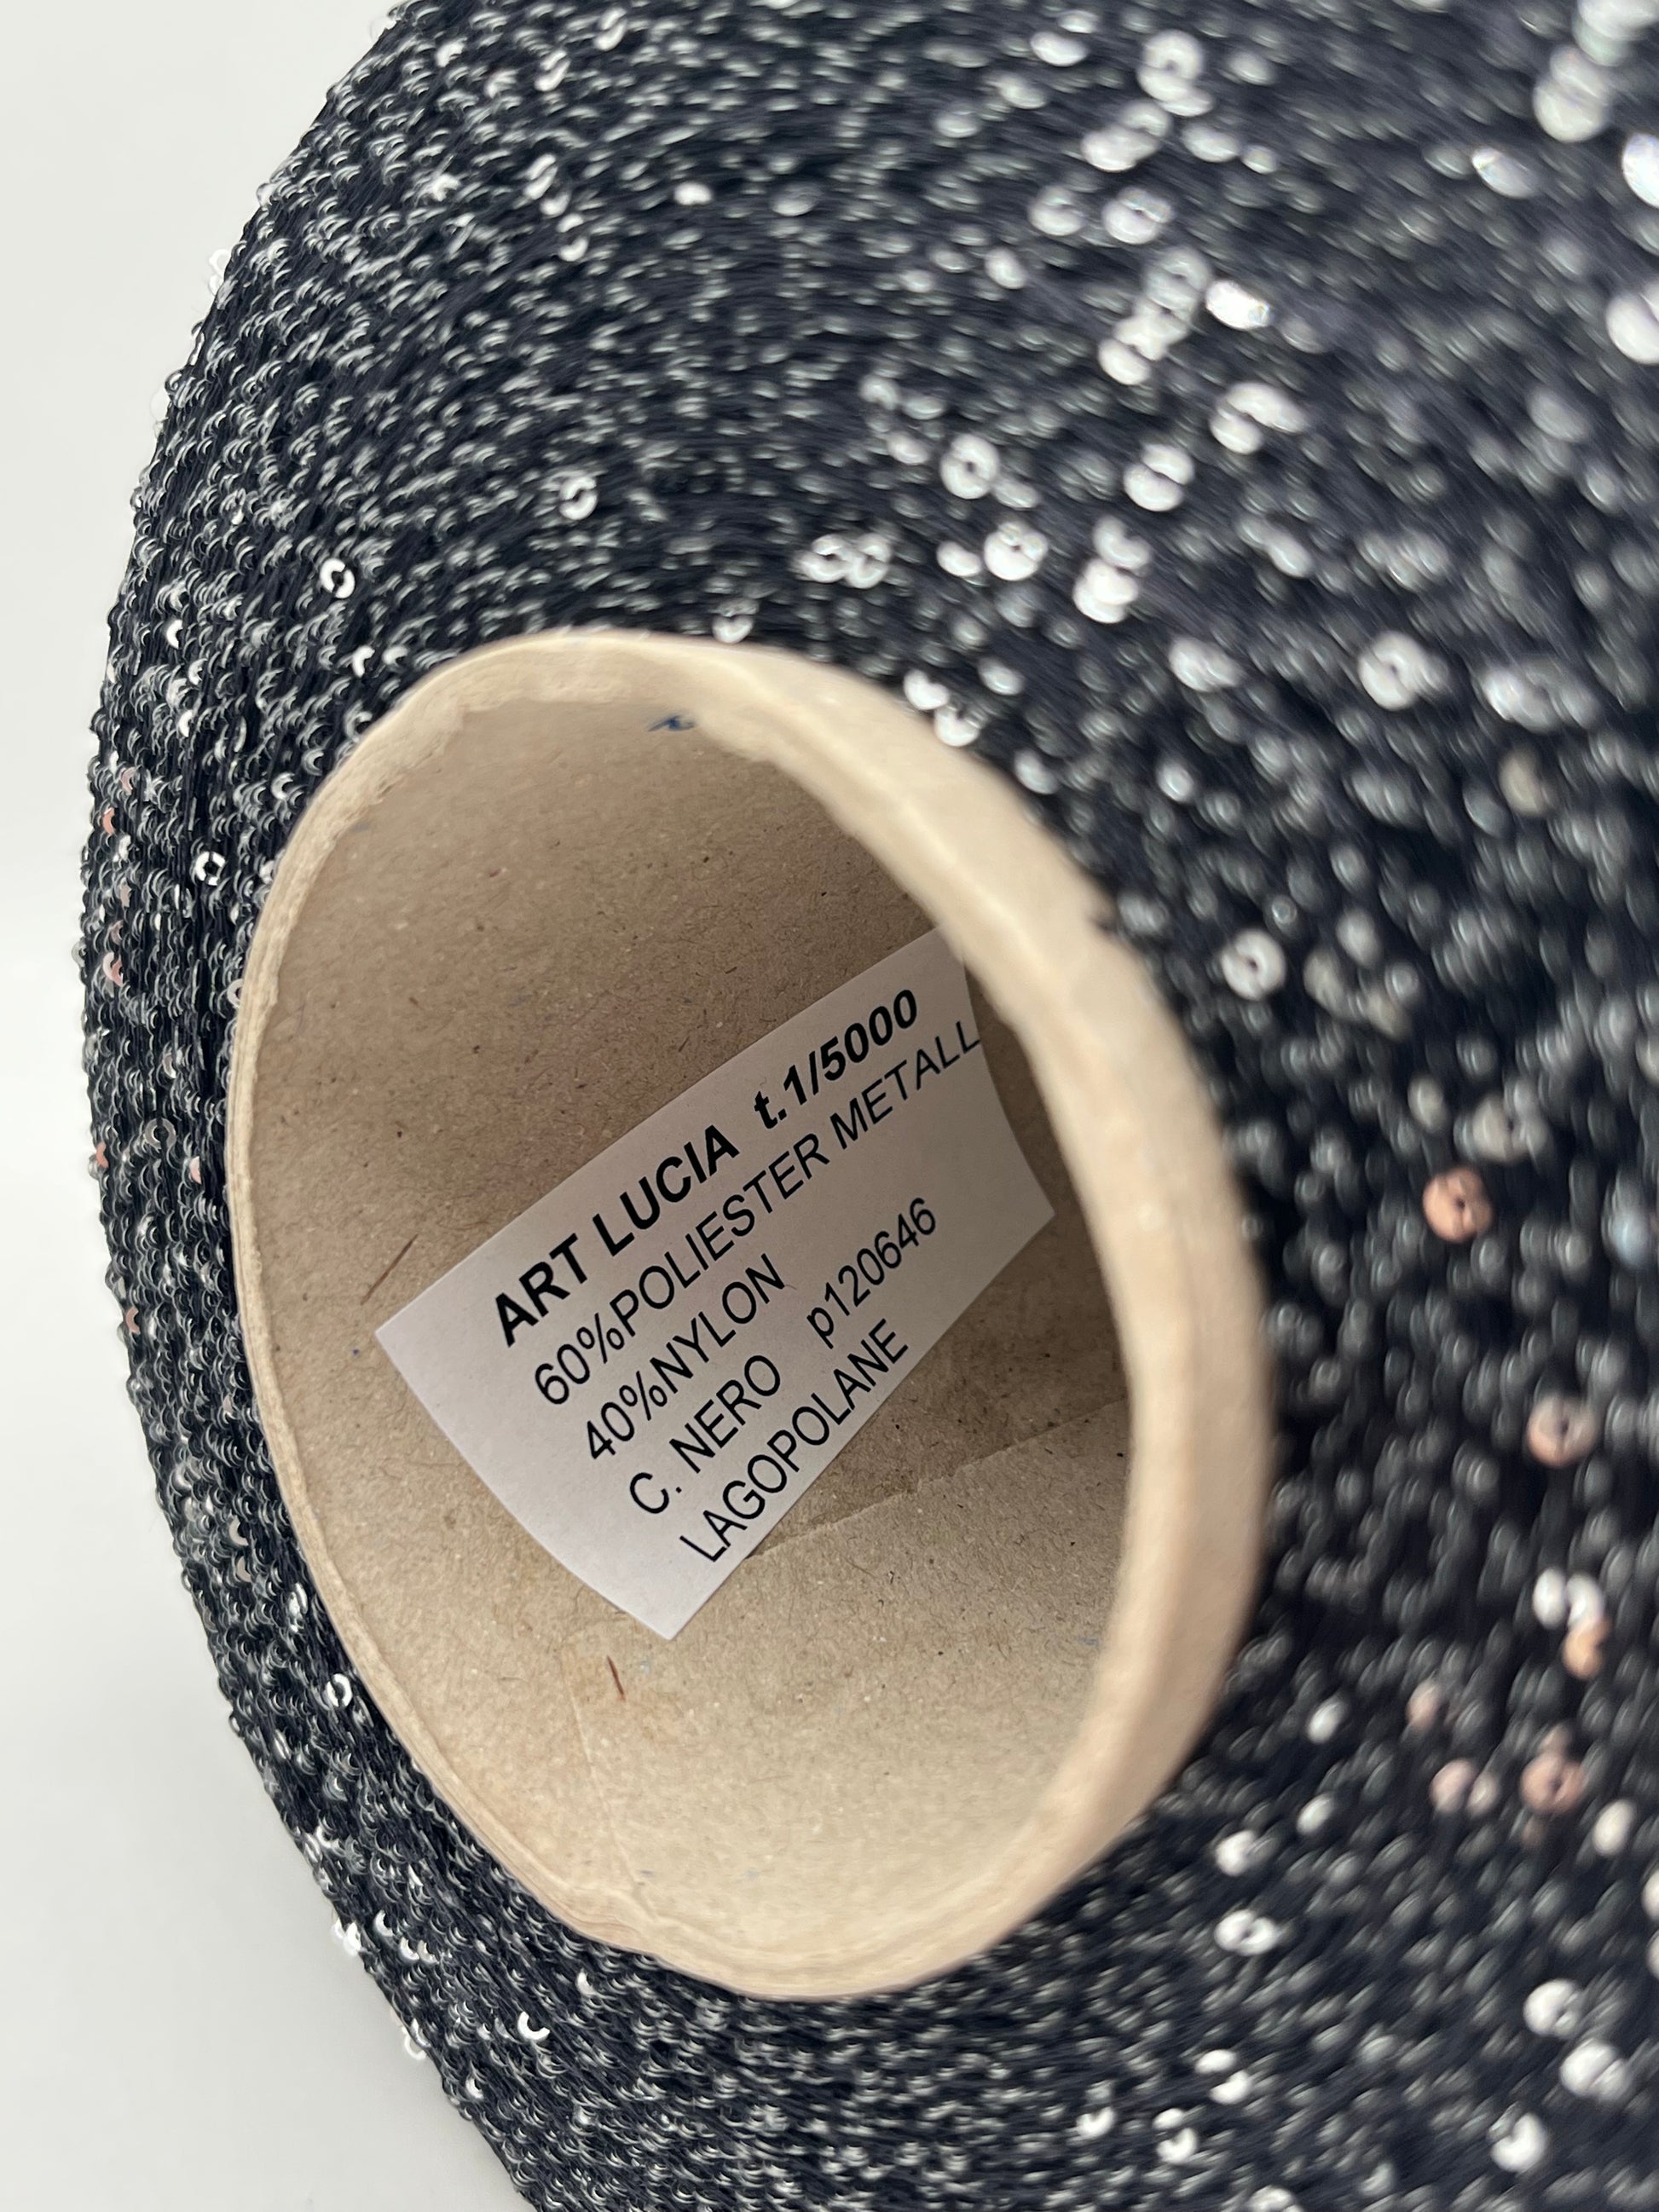 ART LUCIA t.1/5000
60%POLIESTER METALL
40%NYLON
C. NERO p120646
LAGOPOLANE